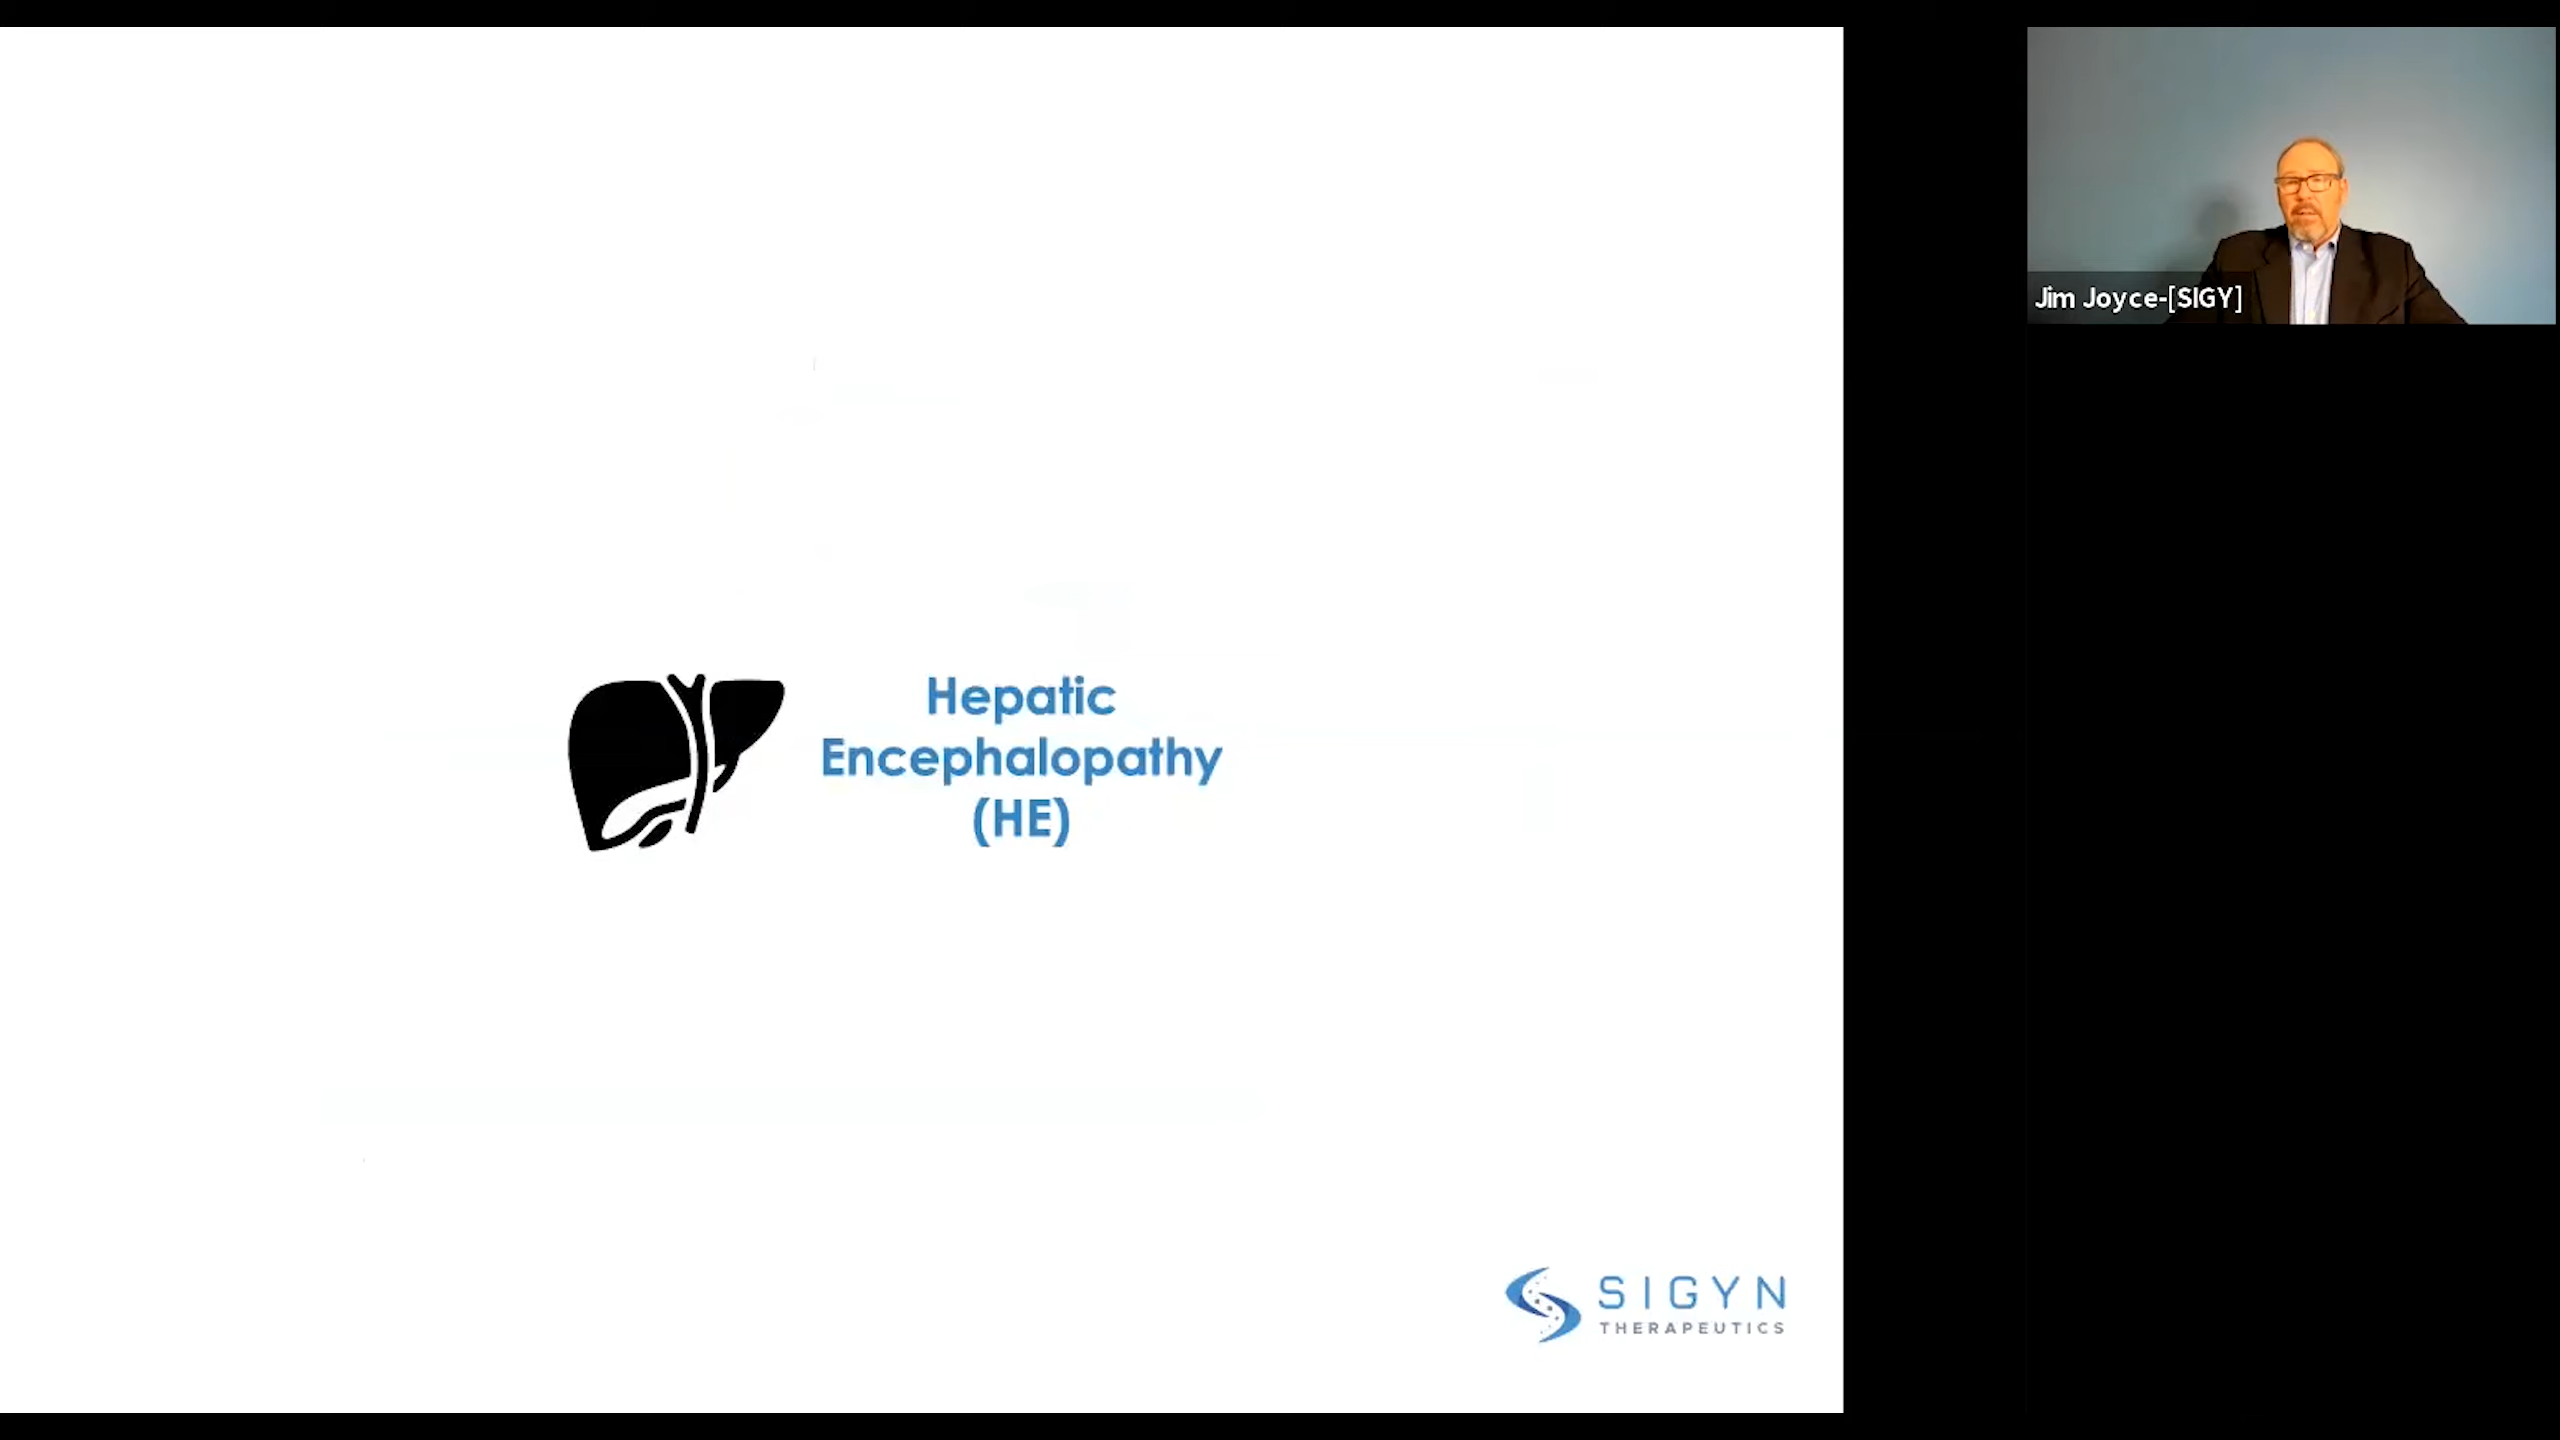 Hepatic
Encephalopathy
(HE)
SIGYN
THERAPEUTICS
Jim Joyce-[SIGY]